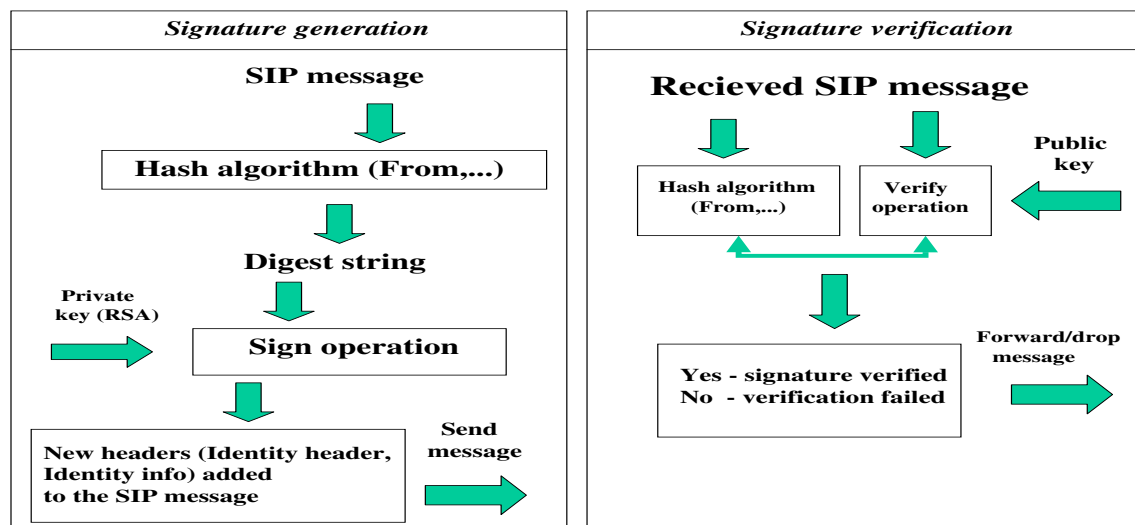 Signature generation
SIP message
Hash algorithm (From,...)
Digest string
Private
key (RSA)
Sign operation
New headers (Identity header,
Identity info) added
to the SIP message
Send
message
Signature verification
Recieved SIP message
Public
key
Hash algorithm
(From,...)
Verify
operation
Yes - signature verified
No - verification failed
Forward/drop
message